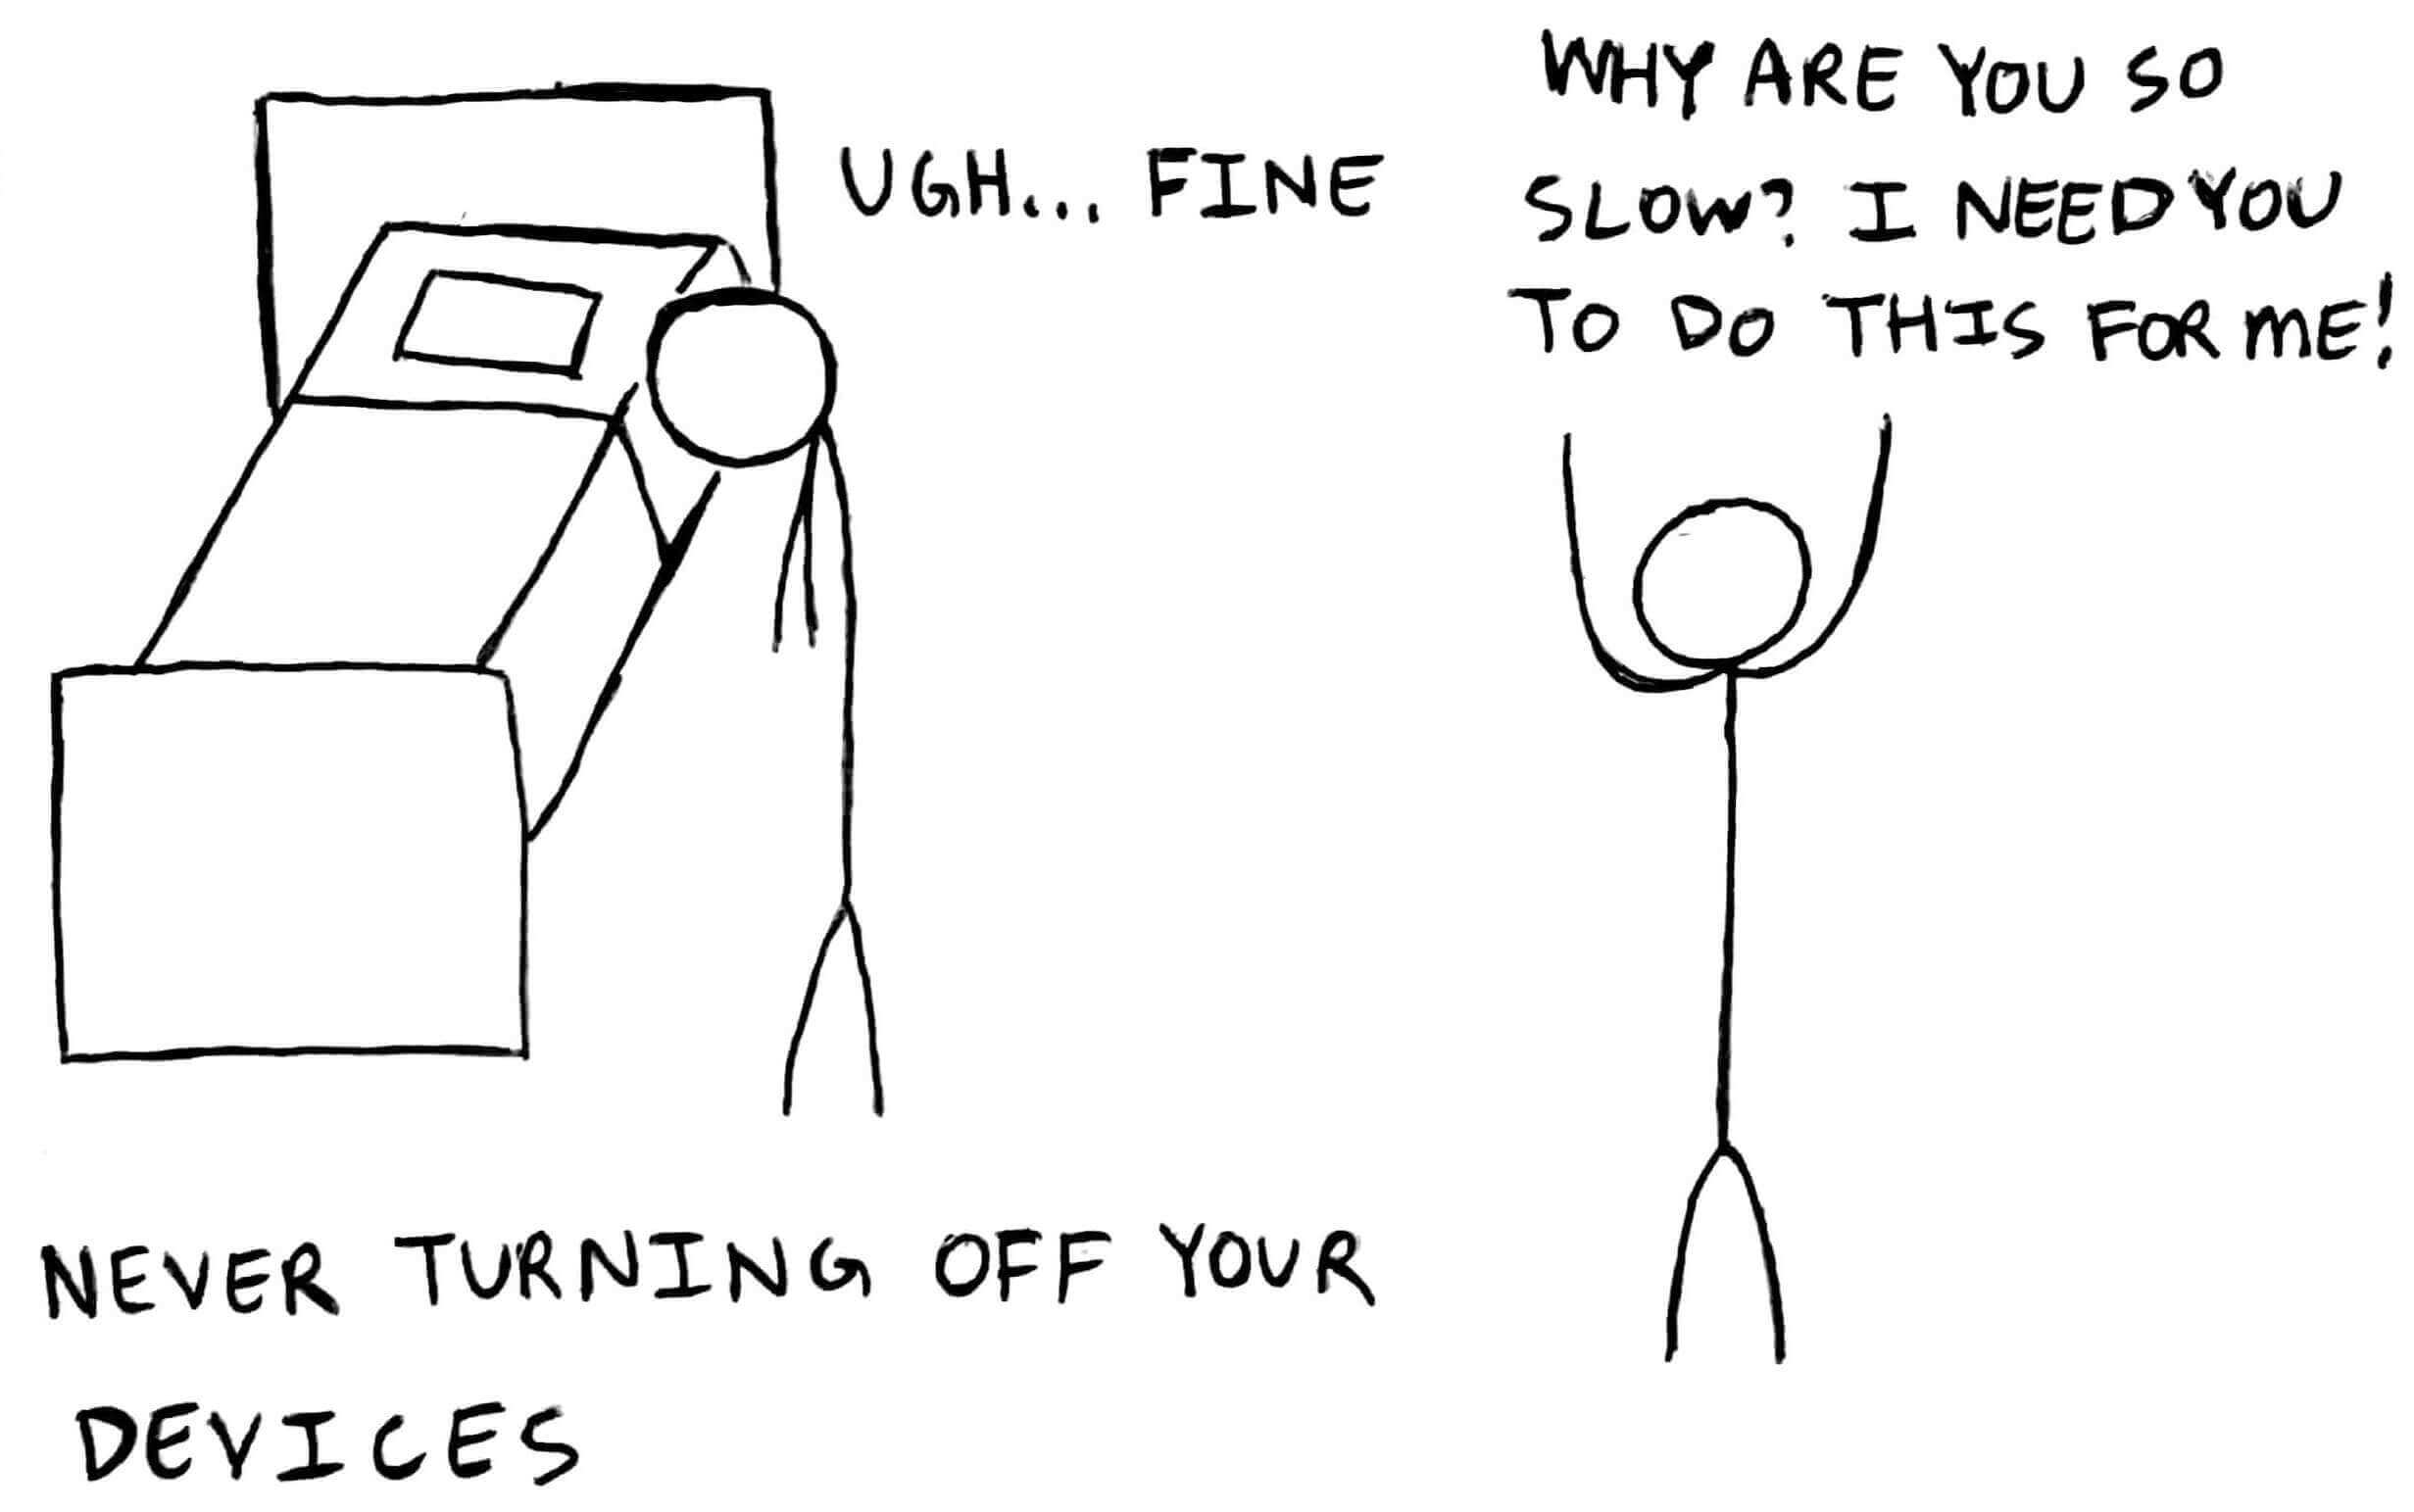 UGH... FINE
WHY ARE YOU SO
SLOW? I NEED YOU
TO DO THIS FOR ME!
NEVER TURNING OFF YOUR
DEVICES